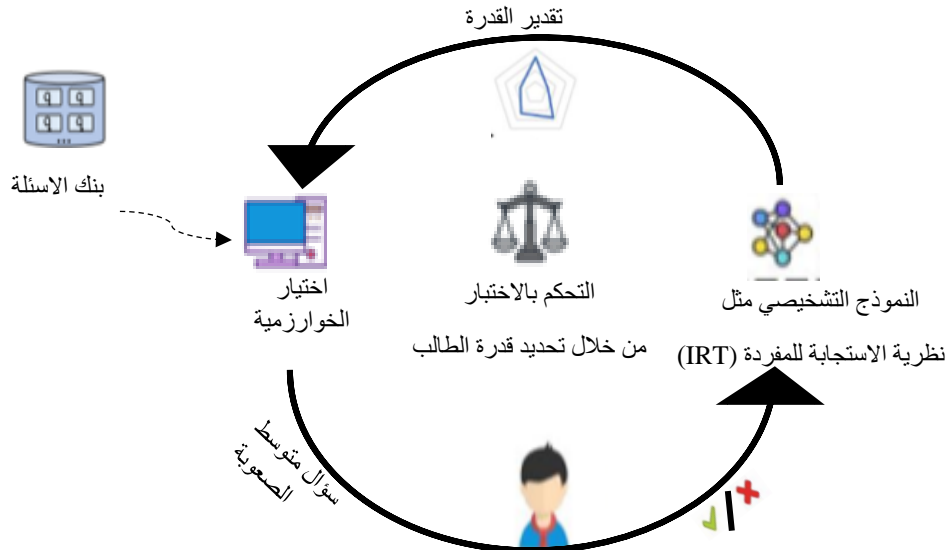 تقدير القدرة
بنك الاسئلة
اختيار
الخوارزمية
التحكم بالاختبار
من خلال تحديد قدرة الطالب
النموذج التشخيصي مثل
نظرية الاستجابة للمفردة (IRT)
سؤال متوسط
الصعوبة